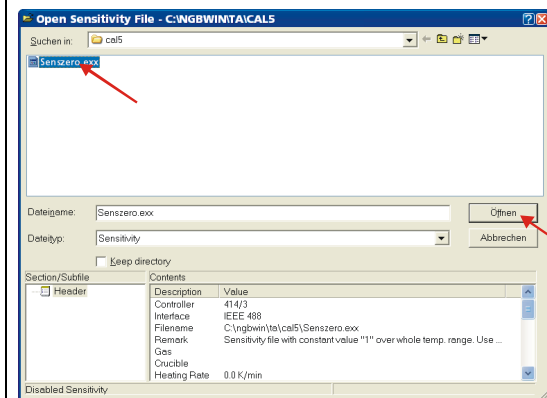 Open Sensitivity File - C:\NGBWIN\TA\CAL5
Suchen in: cal5
Senszero.exx
Dateiname: Senszero.exx Öffnen
Dateityp: Sensitivity Abbrechen
Keep directory
Section/Subfile Contents
Header Description Value
Controller 414/3
Interface IEEE 488
Filename C:\ngbwin\ta\cal5\Senszero.exx
Remark Sensitivity file with constant value "1" over whole temp. range. Use ...
Gas
Crucible
Heating Rate 0.0 K/min
Disabled Sensitivity